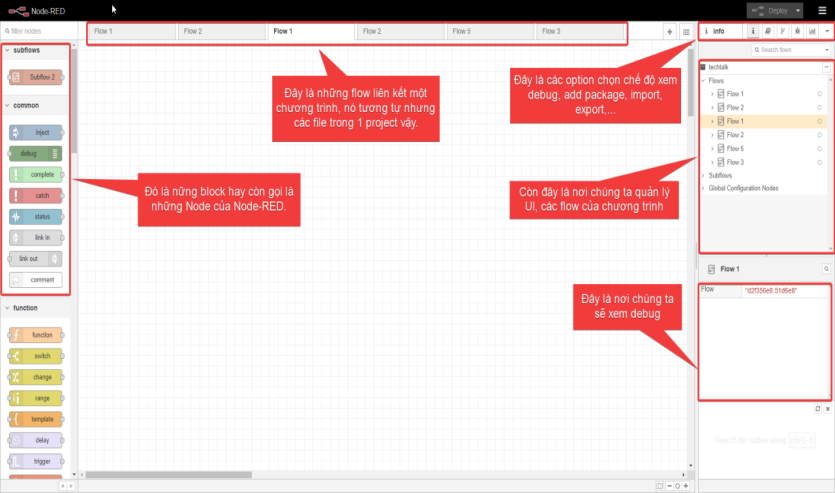 Node-RED
Deploy
filter nodes
Flow 1
Flow 2
Flow 1
Flow 2
Flow 5
Flow 3
i info
i
Search flows
subflows
Subflow 2
common
inject
debug
complete
catch
status
link in
link out
comment
function
function
switch
change
range
template
delay
trigger
Đây là những flow liên kết một
chương trình, nó tương tự nhưng
các file trong 1 project vậy.
Đây là các option chọn chế độ xem
debug, add package, import,
export,...
Đó là nững block hay còn gọi là
những Node của Node-RED.
Còn đây là nơi chúng ta quản lý
UI, các flow của chương trình
Đây là nơi chúng ta
sẽ xem debug
techtalk
Flows
Flow 1
Flow 2
Flow 1
Flow 2
Flow 5
Flow 3
Subflows
Global Configuration Nodes
Flow 1
Flow
"d2f356e8.51d6e8"
Search for nodes using ctrl-f